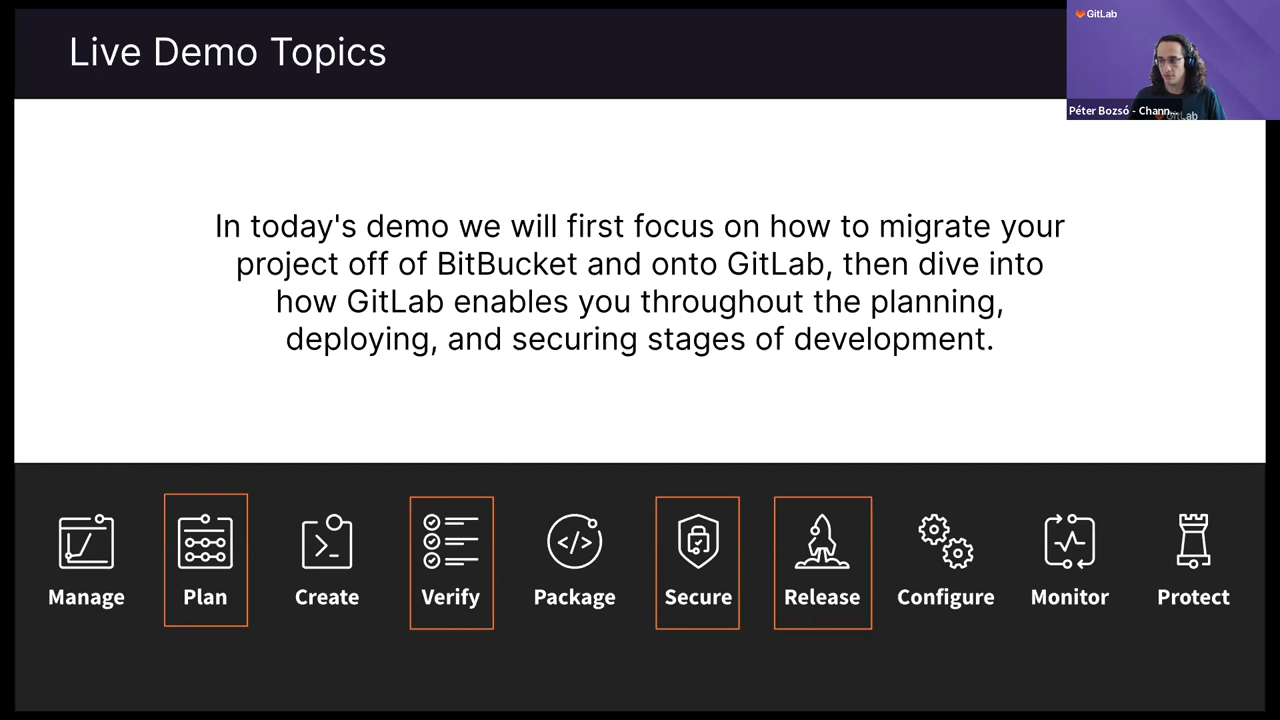 Live Demo Topics
GitLab
Péter Bozsó - Chann...
GitLab
In today's demo we will first focus on how to migrate your
project off of BitBucket and onto GitLab, then dive into
how GitLab enables you throughout the planning,
deploying, and securing stages of development.
Manage Plan Create Verify Package Secure Release Configure Monitor Protect